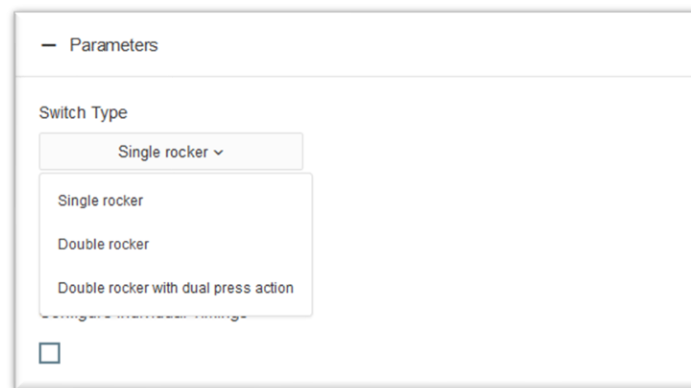 Parameters
Switch Type
Single rocker
Single rocker
Double rocker
Double rocker with dual press action